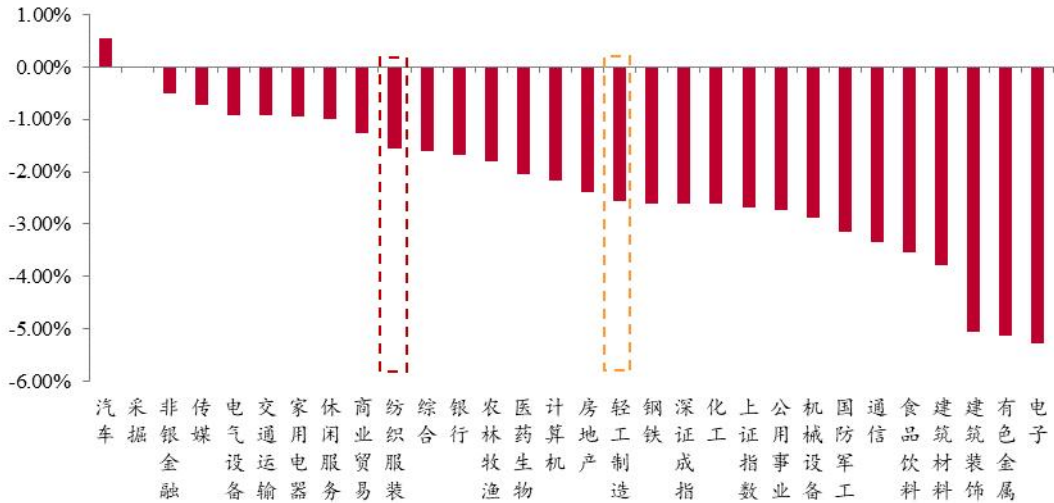 1.00%
0.00%
-1.00%
-2.00%
-3.00%
-4.00%
-5.00%
-6.00%
汽车
采掘
非银金融
传媒
电气设备
交通运输
家用电器
休闲服务
商业贸易
纺织服装
综合
银行
农林牧渔
医药生物
计算机
房地产
轻工制造
钢铁
深证成指
化工
上证指数
公用事业
机械设备
国防军工
通信
食品饮料
建筑材料
建筑装饰
有色金属
电子